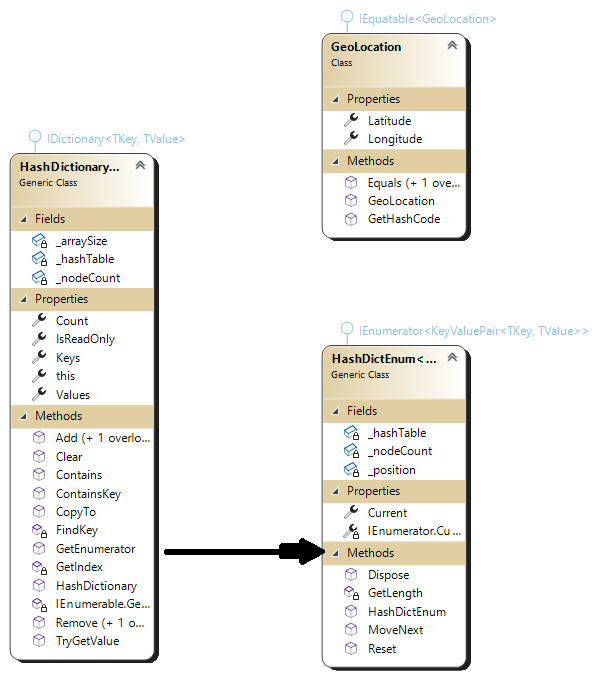 IEquatable<GeoLocation>
GeoLocation
Class
Properties
Latitude
Longitude
Methods
Equals (+ 1 ove...
GeoLocation
GetHashCode
IDictionary<TKey, TValue>
HashDictionary...
Generic Class
Fields
_arraySize
_hashTable
_nodeCount
Properties
Count
IsReadOnly
Keys
this
Values
Methods
Add (+ 1 overlo...
Clear
Contains
ContainsKey
CopyTo
FindKey
GetEnumerator
GetIndex
HashDictionary
IEnumerable.Ge...
Remove (+ 1 o...
TryGetValue
IEnumerator<KeyValuePair<TKey, TValue>>
HashDictEnum<...
Generic Class
Fields
_hashTable
_nodeCount
_position
Properties
Current
IEnumerator.Cu...
Methods
Dispose
GetLength
HashDictEnum
MoveNext
Reset